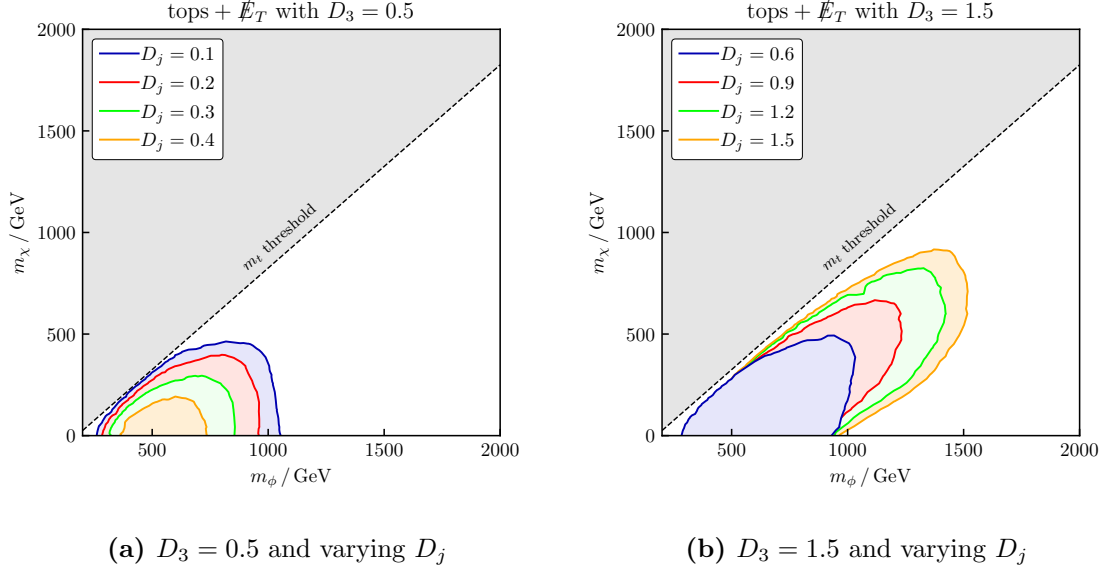 tops + E̸_T with D_3 = 0.5
2000
1500
1000
500
0
m_χ / GeV
D_j = 0.1
D_j = 0.2
D_j = 0.3
D_j = 0.4
m_t threshold
500
1000
1500
2000
m_ϕ / GeV
(a) D_3 = 0.5 and varying D_j
tops + E̸_T with D_3 = 1.5
2000
1500
1000
500
0
m_χ / GeV
D_j = 0.6
D_j = 0.9
D_j = 1.2
D_j = 1.5
m_t threshold
500
1000
1500
2000
m_ϕ / GeV
(b) D_3 = 1.5 and varying D_j